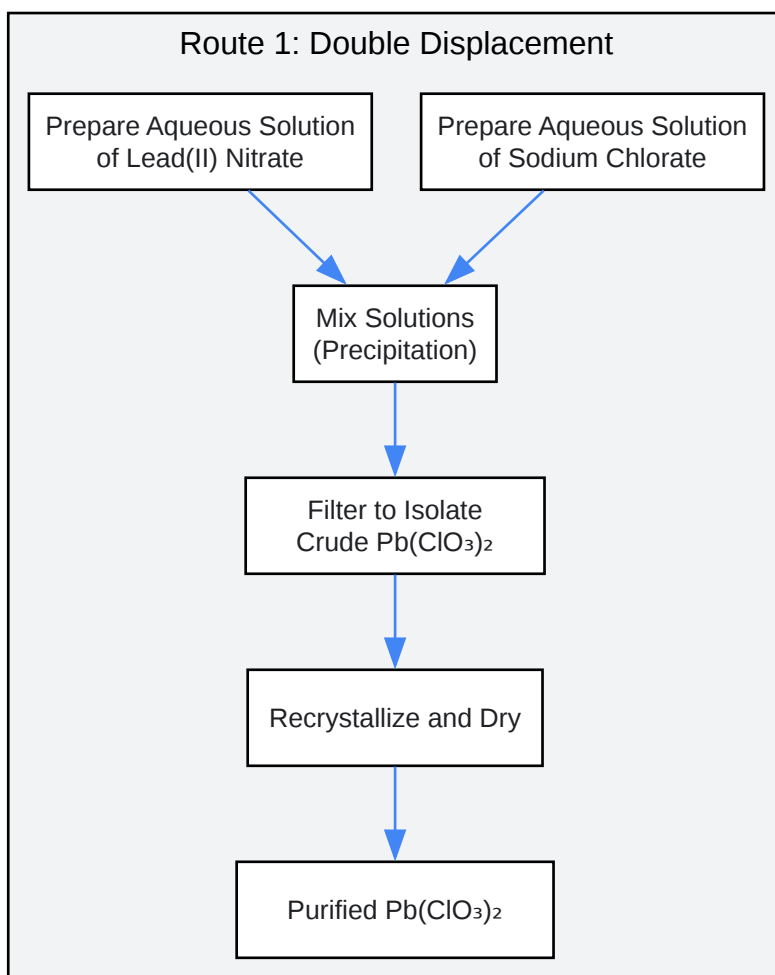 Route 1: Double Displacement
Prepare Aqueous Solution
of Lead(II) Nitrate
Prepare Aqueous Solution
of Sodium Chlorate
Mix Solutions
(Precipitation)
Filter to Isolate
Crude Pb(ClO₃)₂
Recrystallize and Dry
Purified Pb(ClO₃)₂